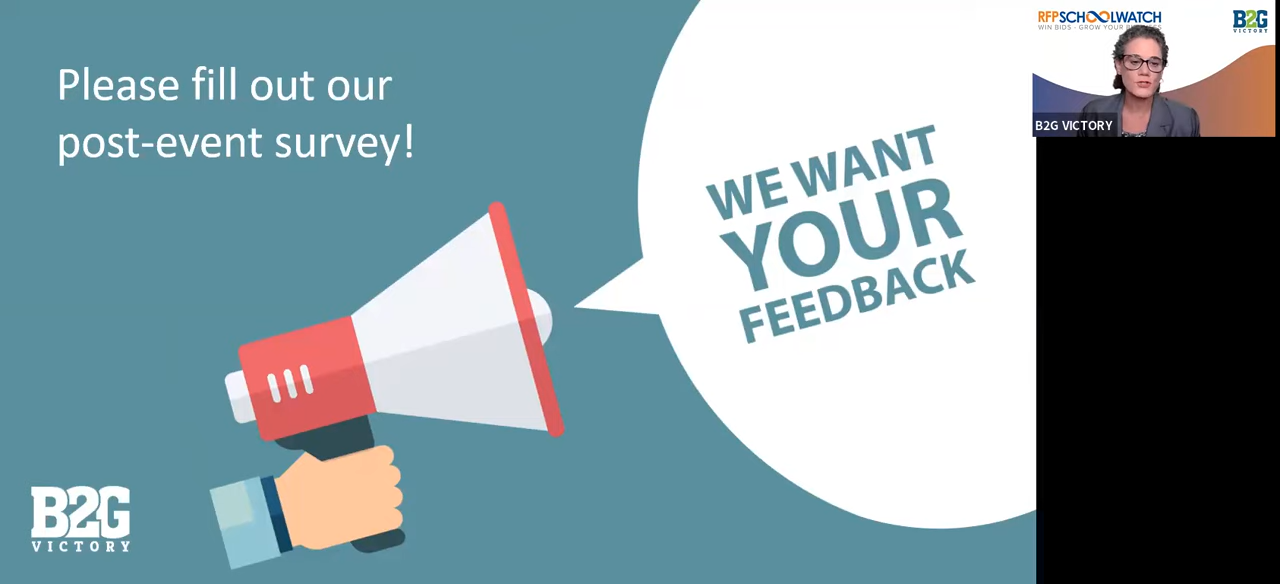 Please fill out our
post-event survey!
WE WANT
YOUR
FEEDBACK
B2G
VICTORY
RFPSCHOOLWATCH
WIN BIDS - GROW YOUR BUSINESS
B2G
VICTORY
B2G VICTORY